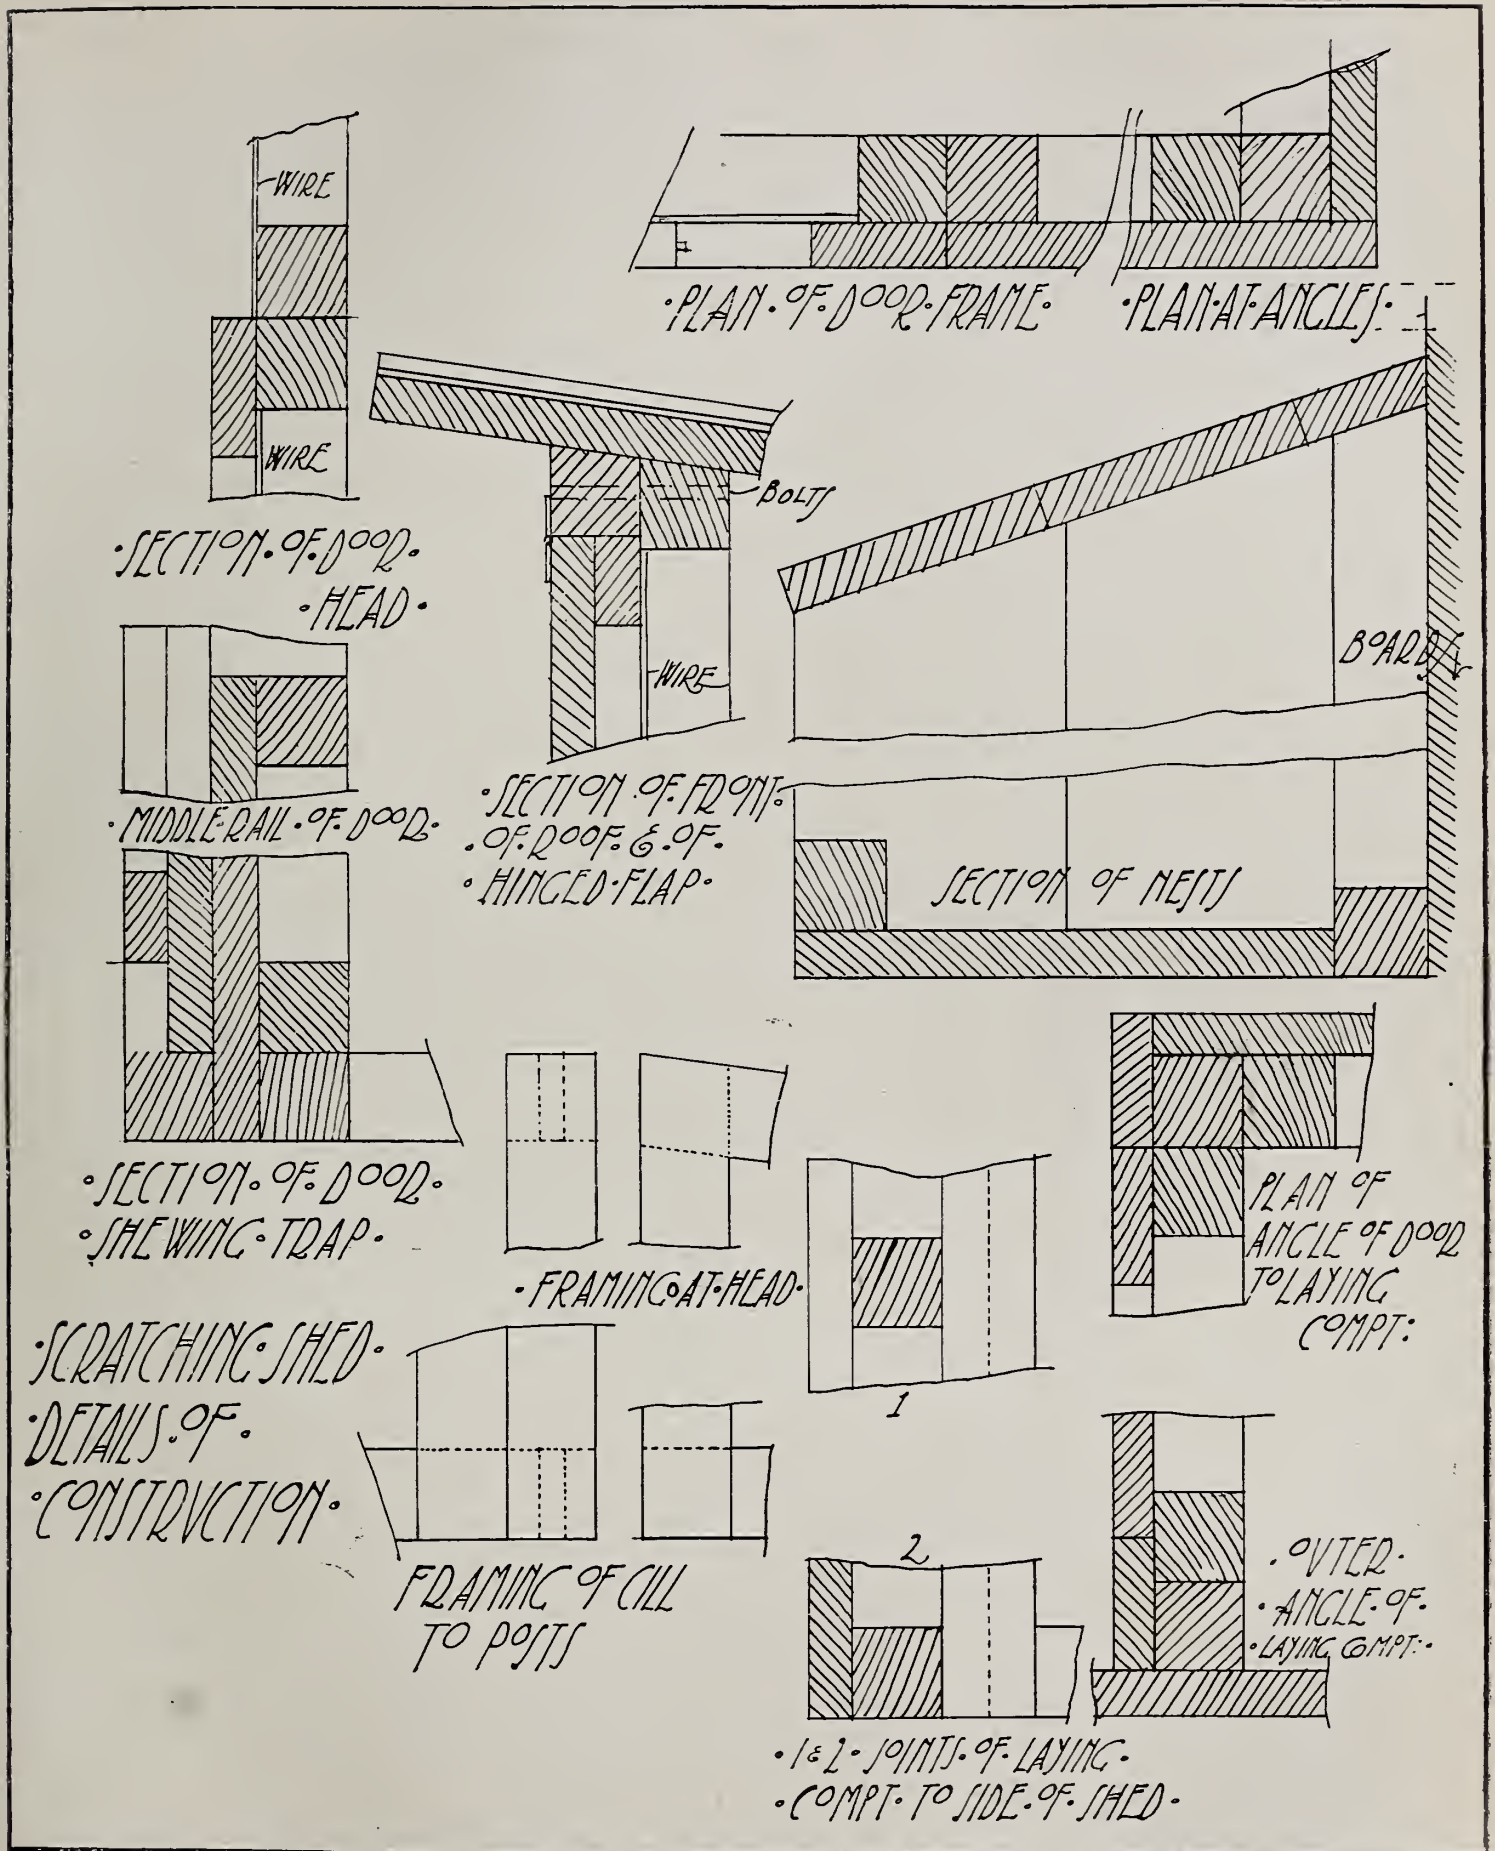 WIRE
WIRE
·SECTION·OF·DOOR·
·HEAD·
·PLAN·OF·DOOR·FRAME·
·PLAN·AT·ANGLES·
BOLTS
WIRE
·SECTION·OF·FRONT·
·OF·ROOF·&·OF·
·HINGED·FLAP·
BOARDS
SECTION OF NESTS
·MIDDLE·RAIL·OF·DOOR·
·SECTION·OF·DOOR·
·SHEWING·TRAP·
·FRAMING·AT·HEAD·
PLAN OF
ANGLE OF DOOR
TO LAYING
COMPT:
1
·SCRATCHING·SHED·
·DETAILS·OF·
·CONSTRVCTION·
FRAMING OF CILL
TO POSTS
2
·OVTER·
·ANGLE·OF·
·LAYING COMPT:·
·1&2·JOINTS·OF·LAYING·
·COMPT·TO SIDE·OF·SHED·